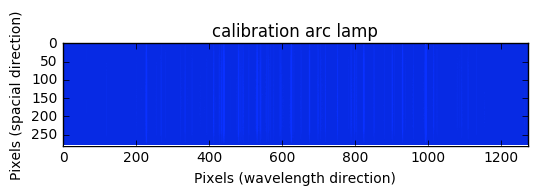 calibration arc lamp
Pixels (spacial direction)
0
50
100
150
200
250
0 200 400 600 800 1000 1200
Pixels (wavelength direction)